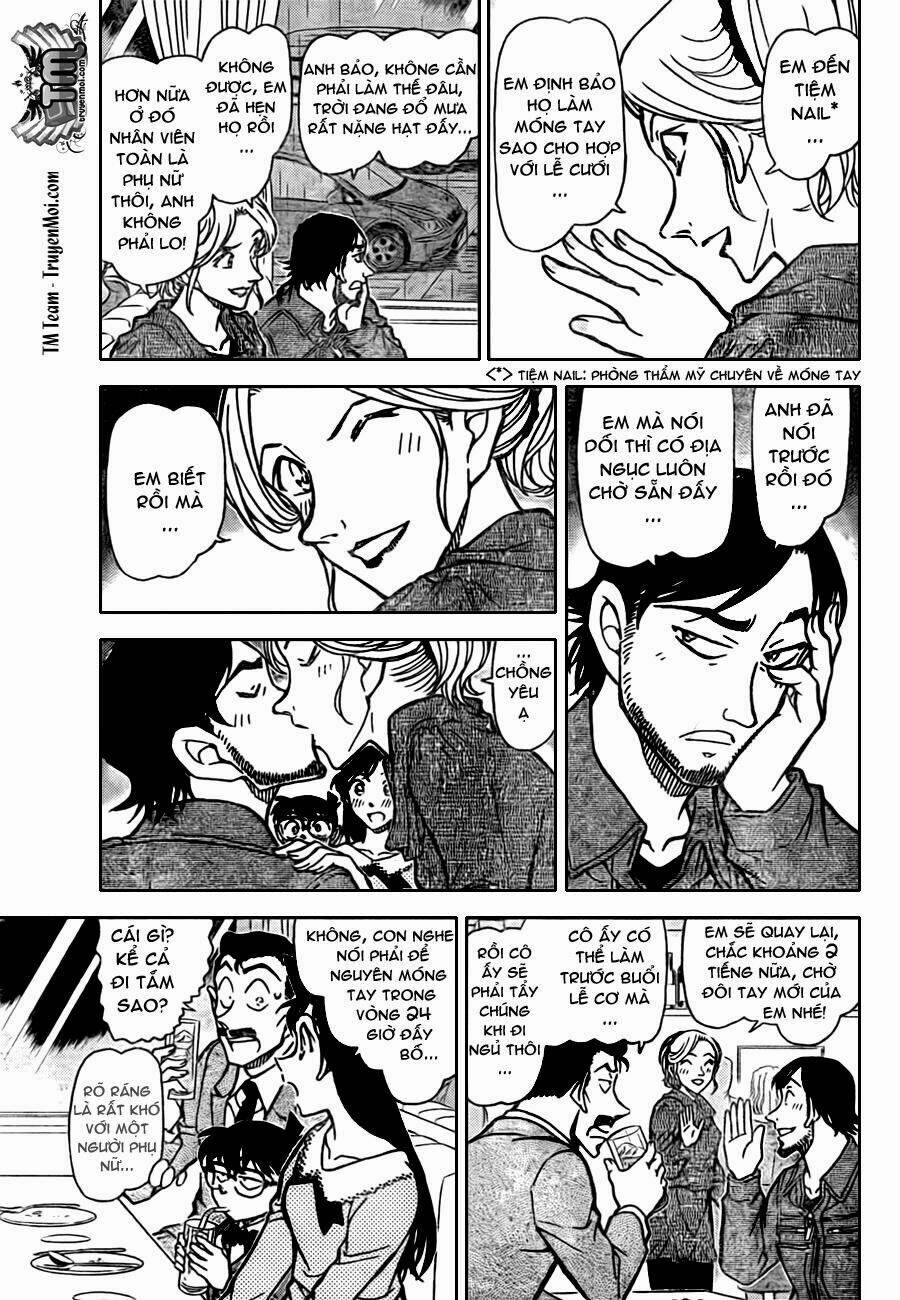 EM ĐẾN
TIỆM
NAIL*
...
EM ĐỊNH BẢO
HỌ LÀM
MÓNG TAY
SAO CHO HỢP
VỚI LỄ CƯỚI
...
ANH BẢO, KHÔNG CẦN
PHẢI LÀM THẾ ĐÂU,
TRỜI ĐANG ĐỔ MƯA
RẤT NẶNG HẠT ĐẤY...
KHÔNG
ĐƯỢC, EM
ĐÃ HẸN
HỌ RỒI
...
HƠN NỮA
Ở ĐÓ
NHÂN VIÊN
TOÀN LÀ
PHỤ NỮ
THÔI, ANH
KHÔNG
PHẢI LO!
TM
truyenmoi.com
TM Team - TruyenMoi.com
<*> TIỆM NAIL: PHÒNG THẨM MỸ CHUYÊN VỀ MÓNG TAY
ANH ĐÃ
NÓI
TRƯỚC
RỒI ĐÓ
...
EM MÀ NÓI
DỐI THÌ CÓ ĐỊA
NGỤC LUÔN
CHỜ SẴN ĐẤY
...
EM BIẾT
RỒI MÀ
...
...
CHỒNG
YÊU
Ạ
EM SẼ QUAY LẠI,
CHẮC KHOẢNG 2
TIẾNG NỮA, CHỜ
ĐÔI TAY MỚI CỦA
EM NHÉ!
CÔ ẤY CÓ
THỂ LÀM
TRƯỚC BUỔI
LỄ CƠ MÀ
...
RỒI CÔ
ẤY SẼ
PHẢI TẨY
CHÚNG
KHI ĐI
NGỦ THÔI
KHÔNG, CON NGHE
NÓI PHẢI ĐỂ
NGUYÊN MÓNG
TAY TRONG
VÒNG 24
GIỜ ĐẤY
BỐ...
CÁI GÌ?
KỂ CẢ
ĐI TẮM
SAO?
RÕ RÁNG
LÀ RẤT KHÓ
VỚI MỘT
NGƯỜI PHỤ
NỮ...